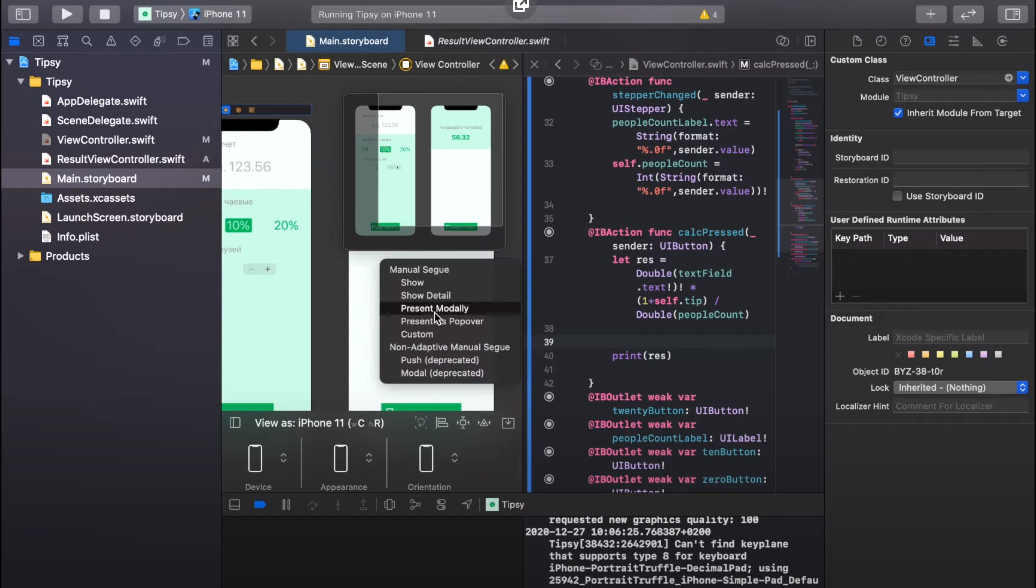 Tipsy
iPhone 11
Running Tipsy on iPhone 11
4
Main.storyboard
ResultViewController.swift
Tipsy
Tipsy
AppDelegate.swift
SceneDelegate.swift
ViewController.swift M
ResultViewController.swift A
Main.storyboard M
Assets.xcassets
LaunchScreen.storyboard
Info.plist
Products
View...Scene
View Controller
123.56
10%
20%
56.32
Manual Segue
Show
Show Detail
Present Modally
Present As Popover
Custom
Non-Adaptive Manual Segue
Push (deprecated)
Modal (deprecated)
View as: iPhone 11 (wC hR)
Device
Appearance
Orientation
ViewController.swift
calcPressed(_:)
@IBAction func
stepperChanged(_ sender:
UIStepper) {
32 peopleCountLabel.text =
String(format:
"%.0f",sender.value)
33 self.peopleCount =
Int(String(format:
"%.0f",sender.value))!
}
@IBAction func calcPressed(_
sender: UIButton) {
37 let res =
Double(textField
.text!)! *
(1+self.tip) /
Double(peopleCount)
38
39
40 print(res)
}
@IBOutlet weak var
twentyButton: UIButton!
@IBOutlet weak var
peopleCountLabel: UILabel!
@IBOutlet weak var tenButton:
UIButton!
@IBOutlet weak var zeroButton:
UIButton!
Tipsy
requested new graphics quality: 100
2020-12-27 10:06:25.768387+0200
Tipsy[38432:2642901] Can't find keyplane
that supports type 8 for keyboard
iPhone-PortraitTruffle-DecimalPad; using
25942_PortraitTruffle_iPhone-Simple-Pad_Defau
Custom Class
Class ViewController
Module Tipsy
Inherit Module From Target
Identity
Storyboard ID
Restoration ID
Use Storyboard ID
User Defined Runtime Attributes
Key Path Type Value
Document
Label Xcode Specific Label
Object ID BYZ-38-t0r
Lock Inherited - (Nothing)
Localizer Hint Comment For Localizer